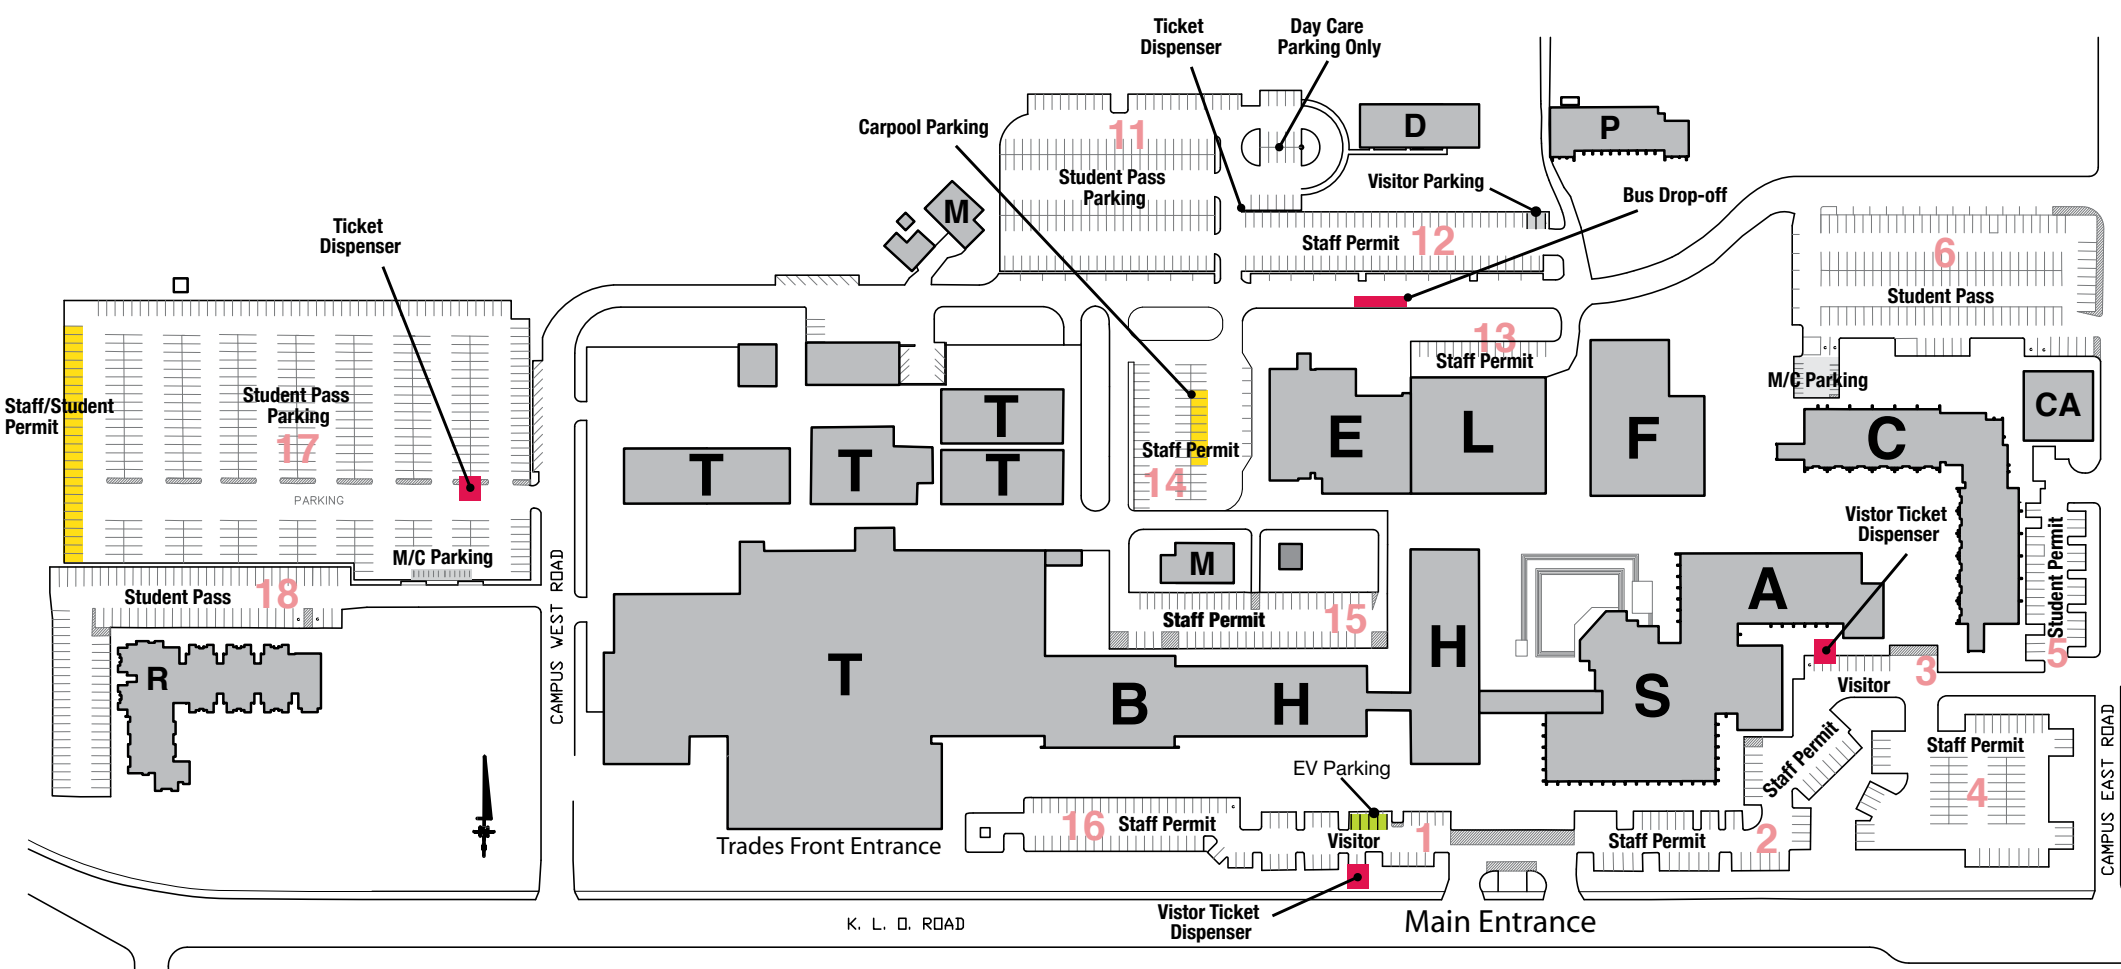 Ticket
Dispenser
Day Care
Parking Only
Carpool Parking
11
D
P
Student Pass
Parking
Visitor Parking
Bus Drop-off
M
Ticket
Dispenser
Staff Permit
12
6
Student Pass
13
Staff Permit
M/C Parking
Staff/Student
Permit
Student Pass
Parking
17
PARKING
M/C Parking
T
T
T
T
Staff Permit
14
E
L
F
C
CA
Vistor Ticket
Dispenser
Student Permit
5
Student Pass
18
R
CAMPUS WEST ROAD
M
Staff Permit
15
H
A
3
Visitor
T
B
H
S
Staff Permit
Staff Permit
4
CAMPUS EAST ROAD
EV Parking
16
Staff Permit
Visitor
1
Staff Permit
2
Trades Front Entrance
Vistor Ticket
Dispenser
Main Entrance
K. L. O. ROAD